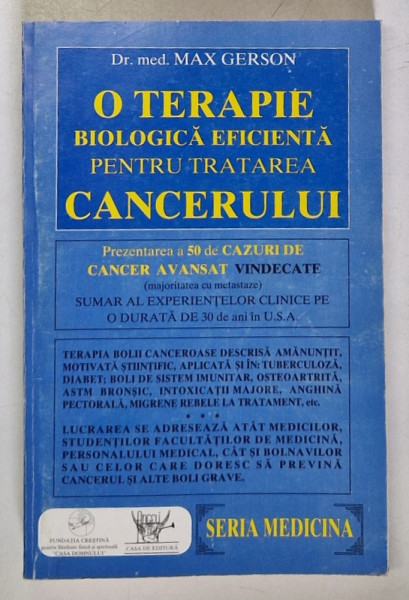 Dr. med. MAX GERSON
O TERAPIE
BIOLOGICĂ EFICIENTĂ
PENTRU TRATAREA
CANCERULUI
Prezentarea a 50 de CAZURI DE
CANCER AVANSAT VINDECATE
(majoritatea cu metastaze)
SUMAR AL EXPERIENȚELOR CLINICE PE
O DURATĂ DE 30 de ani în U.S.A.
TERAPIA BOLII CANCEROASE DESCRISĂ AMĂNUNȚIT,
MOTIVATĂ ȘTIINȚIFIC, APLICATĂ ȘI ÎN: TUBERCULOZĂ,
DIABET; BOLI DE SISTEM IMUNITAR, OSTEOARTRITĂ,
ASTM BRONȘIC, INTOXICAȚII MAJORE, ANGHINĂ
PECTORALĂ, MIGRENE REBELE LA TRATAMENT, etc.
* * *
LUCRAREA SE ADRESEAZĂ ATÂT MEDICILOR,
STUDENȚILOR FACULTĂȚILOR DE MEDICINĂ,
PERSONALULUI MEDICAL, CÂT ȘI BOLNAVILOR
SAU CELOR CARE DORESC SĂ PREVINĂ
CANCERUL ȘI ALTE BOLI GRAVE.
FUNDAȚIA CREȘTINĂ
"CASA DOMNULUI"
CASA DE EDITURĂ
SERIA MEDICINA